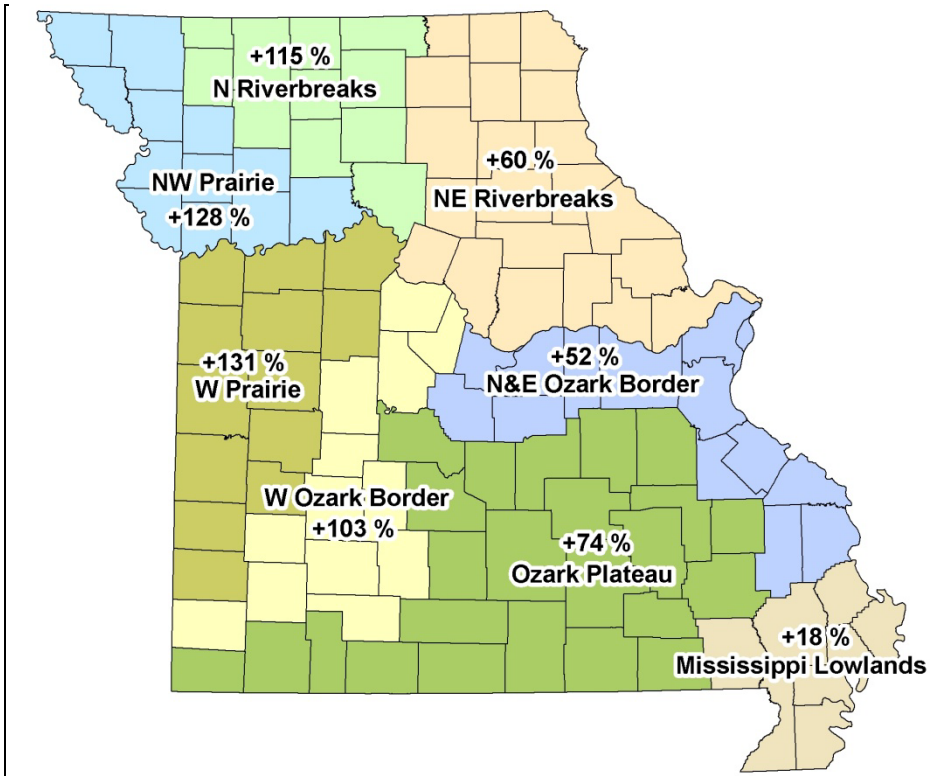 +115 %
N Riverbreaks
+60 %
NE Riverbreaks
NW Prairie
+128 %
+131 %
W Prairie
+52 %
N&E Ozark Border
W Ozark Border
+103 %
+74 %
Ozark Plateau
+18 %
Mississippi Lowlands